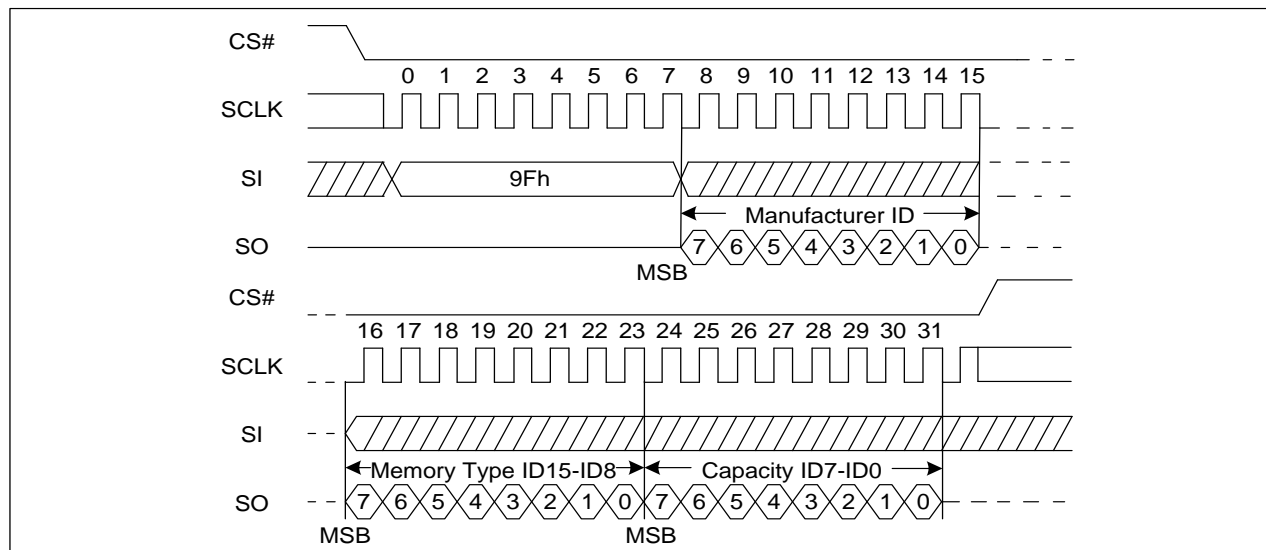 CS#
0 1 2 3 4 5 6 7 8 9 10 11 12 13 14 15
SCLK
SI 9Fh
Manufacturer ID
SO 7 6 5 4 3 2 1 0
MSB
CS#
16 17 18 19 20 21 22 23 24 25 26 27 28 29 30 31
SCLK
SI
Memory Type ID15-ID8 Capacity ID7-ID0
SO 7 6 5 4 3 2 1 0 7 6 5 4 3 2 1 0
MSB MSB